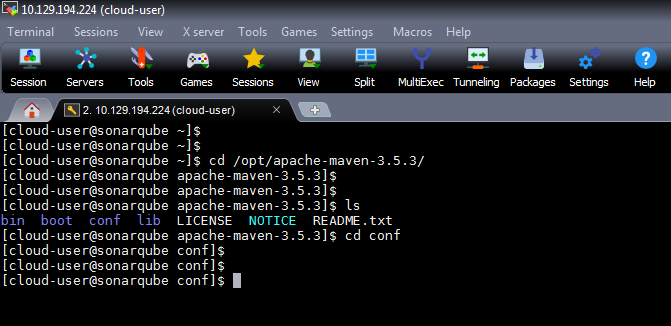 10.129.194.224 (cloud-user)
Terminal Sessions View X server Tools Games Settings Macros Help
Session Servers Tools Games Sessions View Split MultiExec Tunneling Packages Settings Help
2. 10.129.194.224 (cloud-user)
[cloud-user@sonarqube ~]$
[cloud-user@sonarqube ~]$
[cloud-user@sonarqube ~]$ cd /opt/apache-maven-3.5.3/
[cloud-user@sonarqube apache-maven-3.5.3]$
[cloud-user@sonarqube apache-maven-3.5.3]$
[cloud-user@sonarqube apache-maven-3.5.3]$ ls
bin boot conf lib LICENSE NOTICE README.txt
[cloud-user@sonarqube apache-maven-3.5.3]$ cd conf
[cloud-user@sonarqube conf]$
[cloud-user@sonarqube conf]$
[cloud-user@sonarqube conf]$